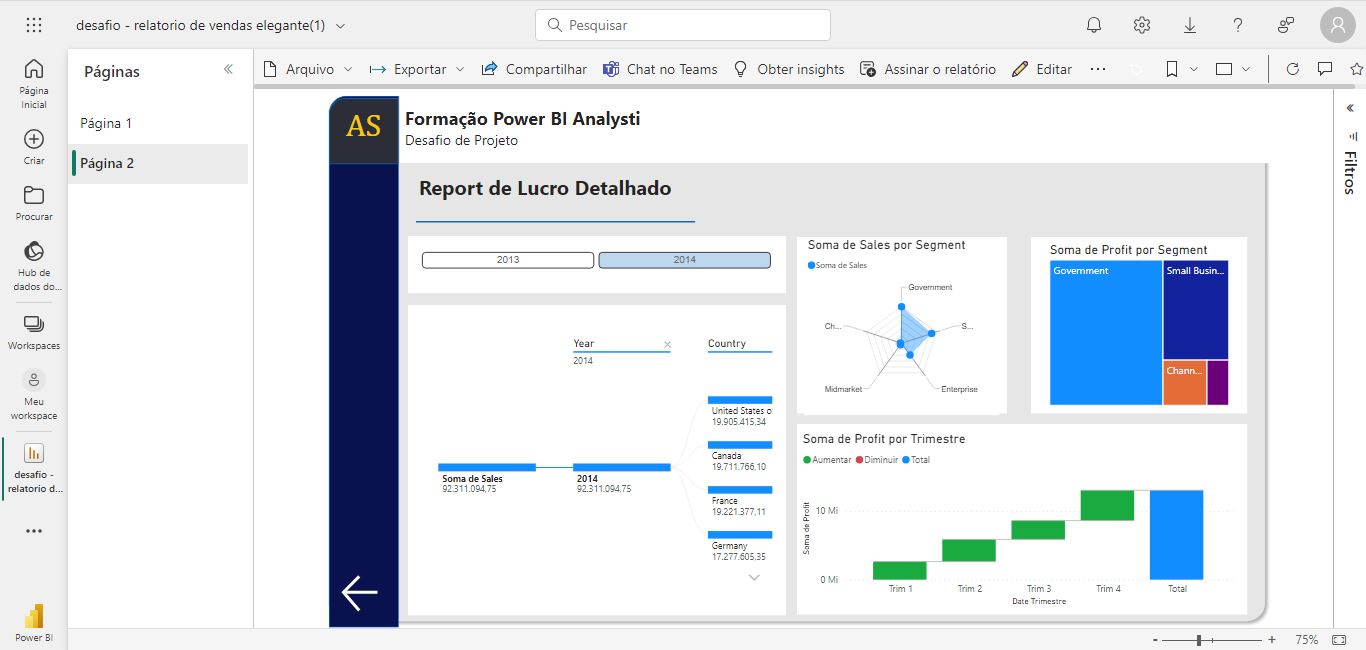 desafio - relatorio de vendas elegante(1)
Pesquisar
Página Inicial
Criar
Procurar
Hub de dados do...
Workspaces
Meu workspace
desafio - relatorio d...
Power BI
Páginas
Página 1
Página 2
Arquivo
Exportar
Compartilhar
Chat no Teams
Obter insights
Assinar o relatório
Editar
AS
Formação Power BI Analysti
Desafio de Projeto
Report de Lucro Detalhado
2013
2014
Year
2014
Country
Soma de Sales
92.311.094,75
2014
92.311.094,75
United States o
19.905.415,34
Canada
19.711.766,10
France
19.221.377,11
Germany
17.277.605,35
Soma de Sales por Segment
Soma de Sales
Government
S...
Enterprise
Midmarket
Ch...
Soma de Profit por Segment
Government
Small Busin...
Chann...
Soma de Profit por Trimestre
Aumentar
Diminuir
Total
Soma de Profit
10 Mi
0 Mi
Trim 1
Trim 2
Trim 3
Trim 4
Total
Date Trimestre
Filtros
- + 75%